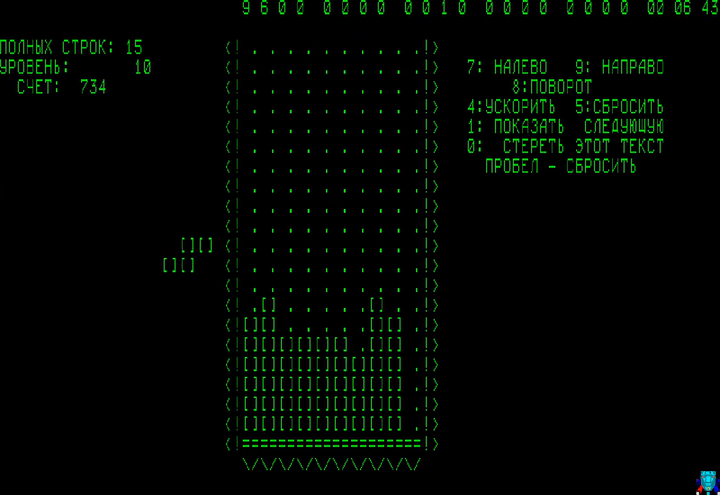 9 6 0 0  0 0 0 0  0 0 1 0  0 0 0 0  0 0 0 0  00 06 43
ПОЛНЫХ СТРОК: 15
УРОВЕНЬ: 10
СЧЕТ: 734
7: НАЛЕВО 9: НАПРАВО
8:ПОВОРОТ
4:УСКОРИТЬ 5:СБРОСИТЬ
1: ПОКАЗАТЬ СЛЕДУЮЩУЮ
0: СТЕРЕТЬ ЭТОТ ТЕКСТ
ПРОБЕЛ - СБРОСИТЬ